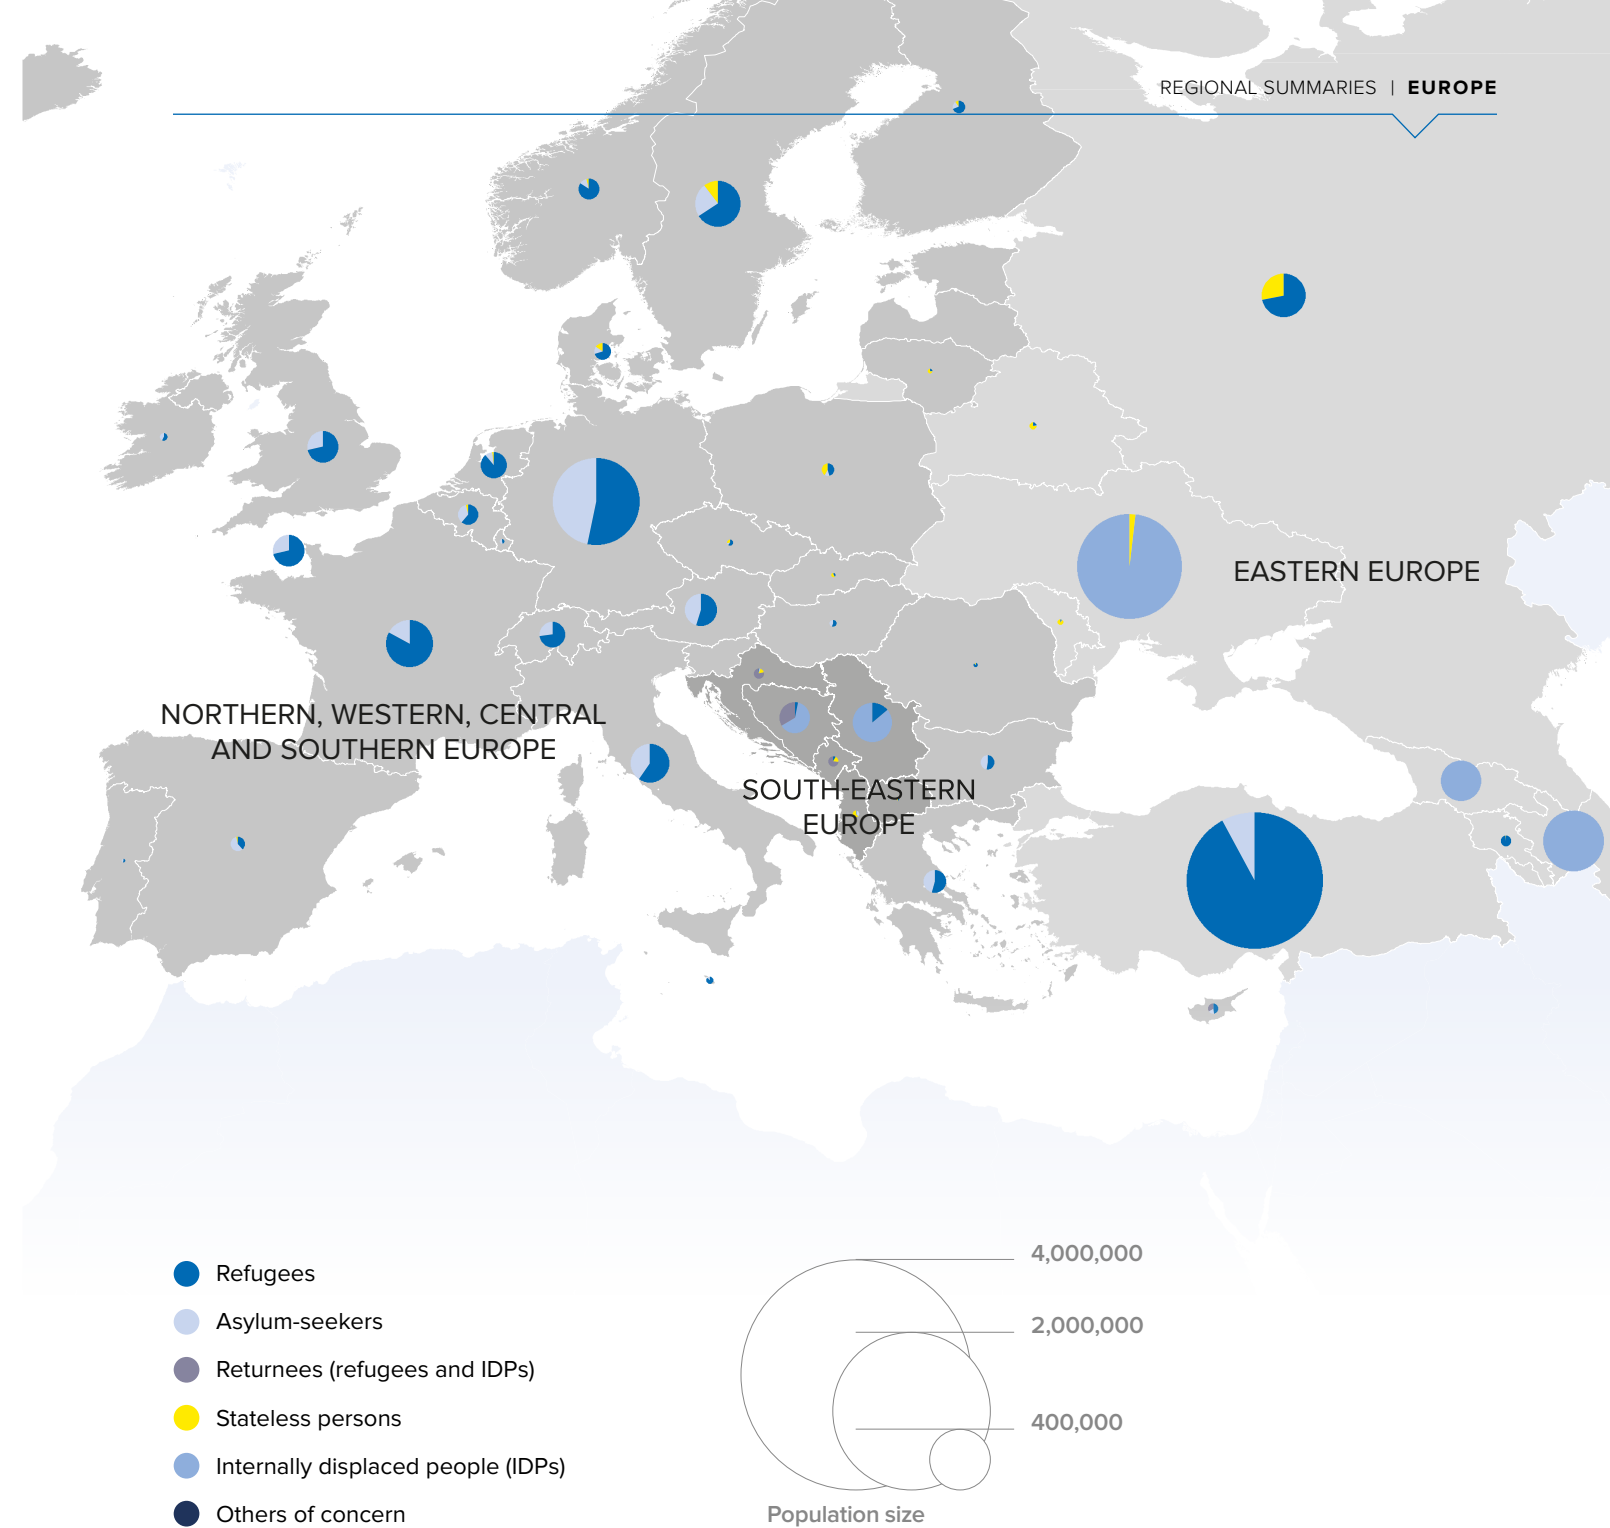 REGIONAL SUMMARIES | EUROPE
EASTERN EUROPE
NORTHERN, WESTERN, CENTRAL
AND SOUTHERN EUROPE
SOUTH-EASTERN
EUROPE
Refugees
Asylum-seekers
Returnees (refugees and IDPs)
Stateless persons
Internally displaced people (IDPs)
Others of concern
4,000,000
2,000,000
400,000
Population size